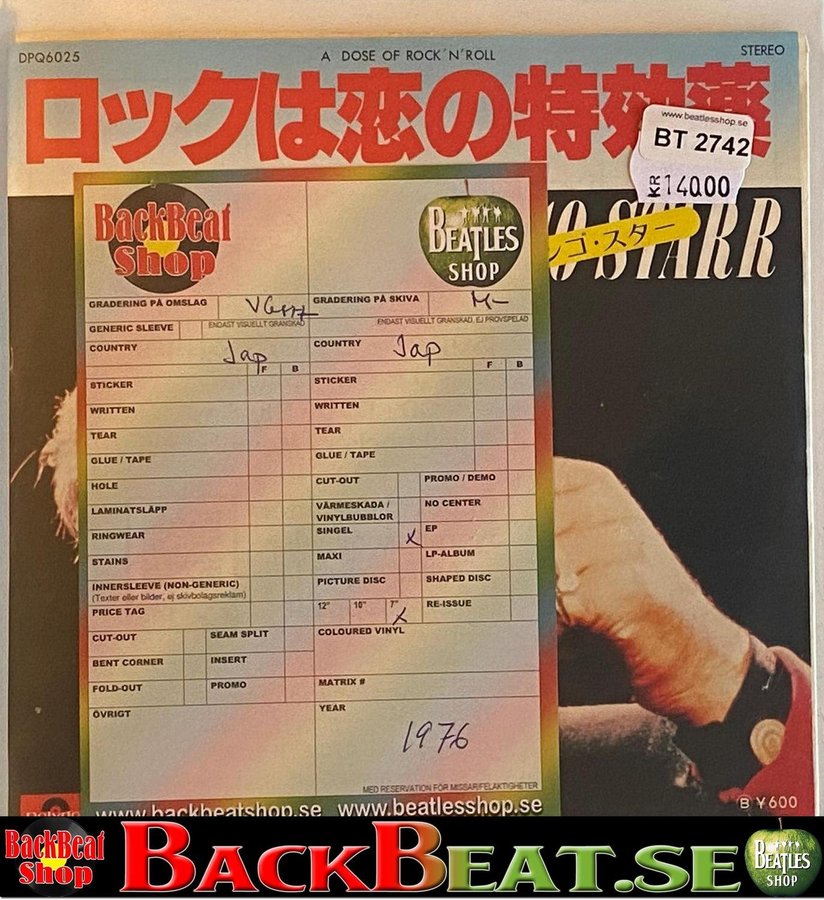 DPQ6025
A DOSE OF ROCK'N'ROLL
STEREO
ロックは恋の特効薬
www.beatlesshop.se
BT 2742
KR 140.00
STARR
ゴ・スター
BackBeat
Shop
BEATLES
SHOP
GRADERING PÅ OMSLAG
GRADERING PÅ SKIVA
M-
ENDAST VISUELLT GRANSKAD
ENDAST VISUELLT GRANSKAD, EJ PROVSPELAD
GENERIC SLEEVE
COUNTRY Jap
F B
COUNTRY Jap
F B
STICKER
STICKER
WRITTEN
WRITTEN
TEAR
TEAR
GLUE / TAPE
GLUE / TAPE
HOLE
CUT-OUT
PROMO / DEMO
LAMINATSLÄPP
VÄRMESKADA /
VINYLBUBBLOR
NO CENTER
RINGWEAR
SINGEL X
EP
STAINS
MAXI
LP-ALBUM
INNERSLEEVE (NON-GENERIC)
(Texter eller bilder, ej skivbolagsreklam)
PICTURE DISC
SHAPED DISC
PRICE TAG
12" 10" 7" X
RE-ISSUE
CUT-OUT
SEAM SPLIT
COLOURED VINYL
BENT CORNER
INSERT
FOLD-OUT
PROMO
MATRIX #
ÖVRIGT
YEAR
1976
MED RESERVATION FÖR MISSAR/FELAKTIGHETER
www.backbeatshop.se www.beatlesshop.se
Ⓑ ¥600
BackBeat
Shop
BACKBEAT.SE
BEATLES
SHOP